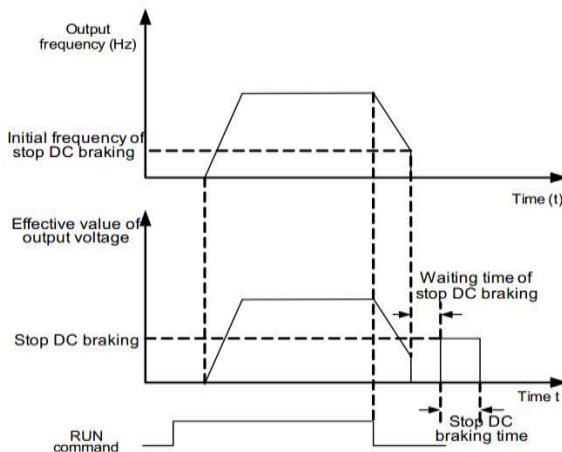 Output
frequency (Hz)
Initial frequency of
stop DC braking
Time (t)
Effective value of
output voltage
Waiting time of
stop DC braking
Stop DC braking
Time t
Stop DC
braking time
RUN
command